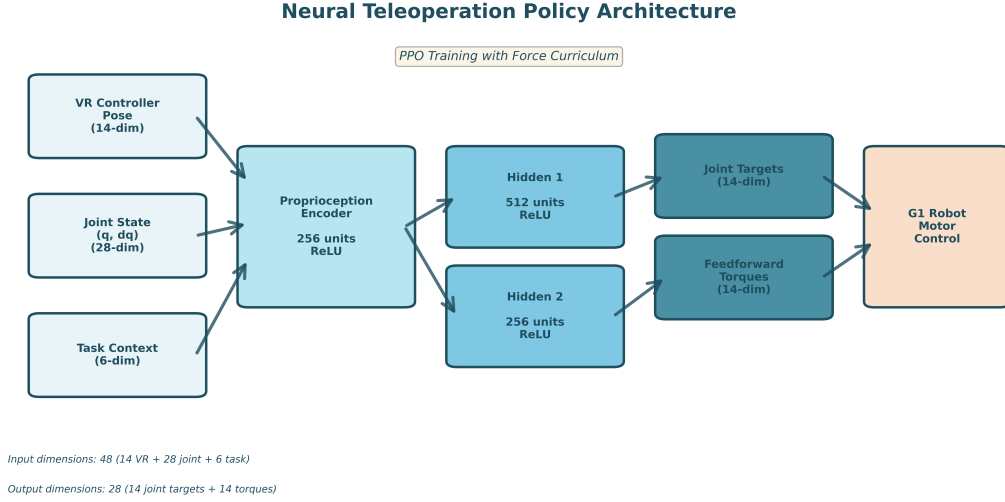 Neural Teleoperation Policy Architecture
PPO Training with Force Curriculum
VR Controller
Pose
(14-dim)
Joint State
(q, dq)
(28-dim)
Task Context
(6-dim)
Proprioception
Encoder
256 units
ReLU
Hidden 1
512 units
ReLU
Hidden 2
256 units
ReLU
Joint Targets
(14-dim)
Feedforward
Torques
(14-dim)
G1 Robot
Motor
Control
Input dimensions: 48 (14 VR + 28 joint + 6 task)
Output dimensions: 28 (14 joint targets + 14 torques)